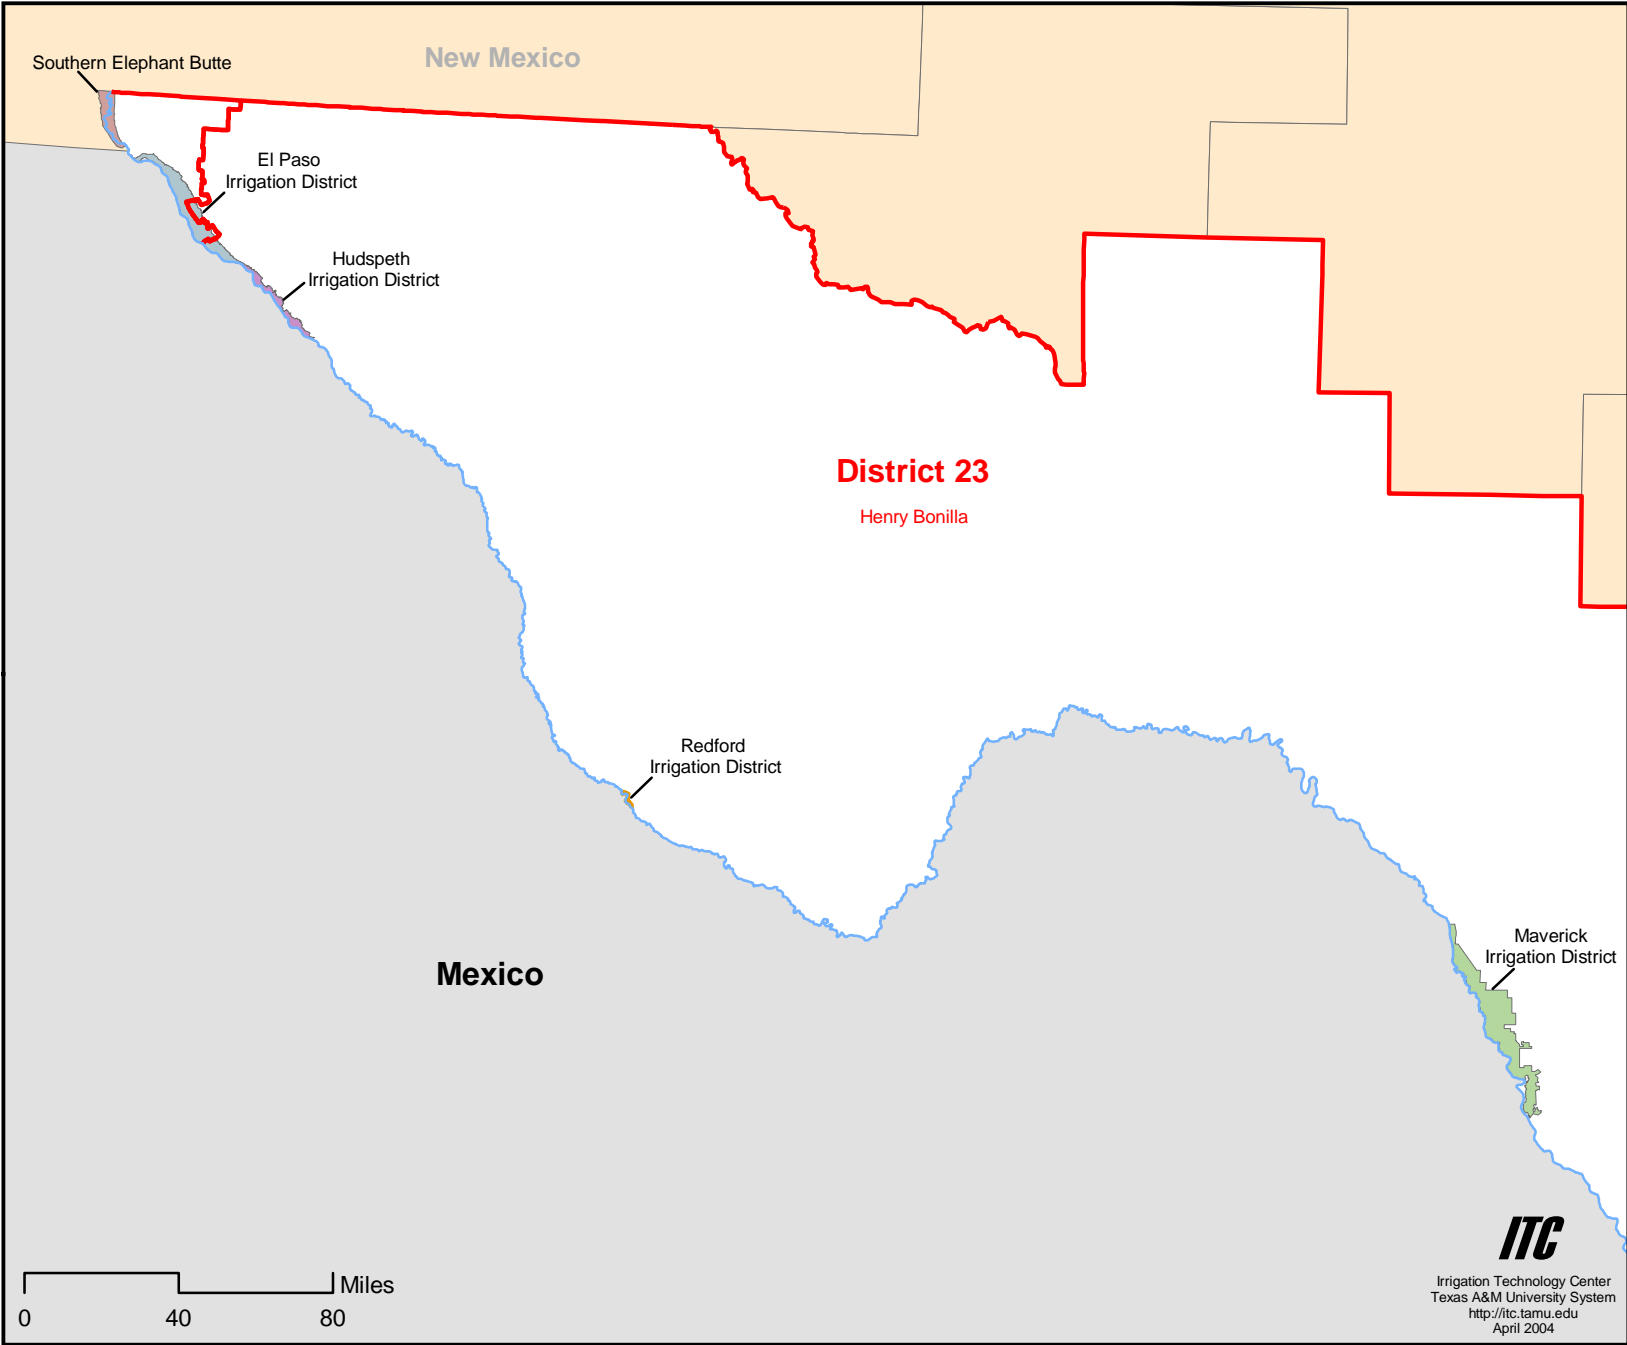 New Mexico
Southern Elephant Butte
El Paso
Irrigation District
Hudspeth
Irrigation District
District 23
Henry Bonilla
Redford
Irrigation District
Maverick
Irrigation District
Mexico
ITC
Irrigation Technology Center
Texas A&M University System
http://itc.tamu.edu
April 2004
Miles
0 40 80